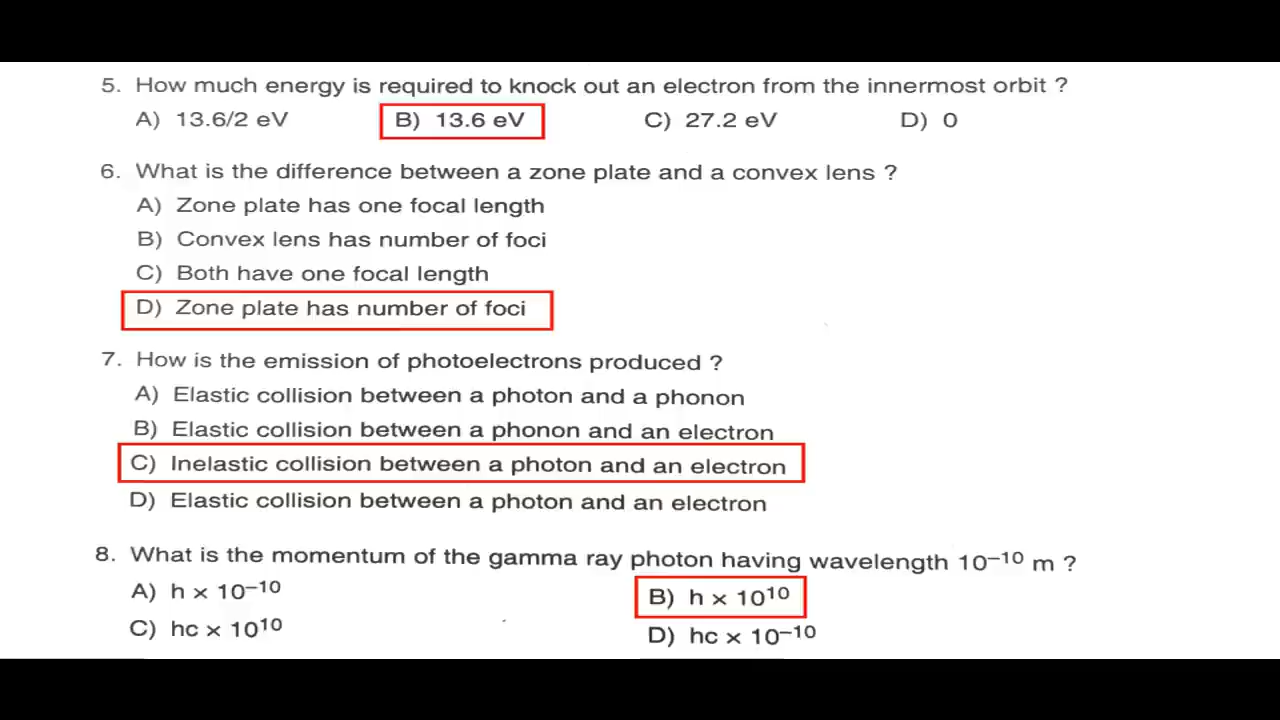 5. How much energy is required to knock out an electron from the innermost orbit ?
A) 13.6/2 eV B) 13.6 eV C) 27.2 eV D) 0
6. What is the difference between a zone plate and a convex lens ?
A) Zone plate has one focal length
B) Convex lens has number of foci
C) Both have one focal length
D) Zone plate has number of foci
7. How is the emission of photoelectrons produced ?
A) Elastic collision between a photon and a phonon
B) Elastic collision between a phonon and an electron
C) Inelastic collision between a photon and an electron
D) Elastic collision between a photon and an electron
8. What is the momentum of the gamma ray photon having wavelength 10⁻¹⁰ m ?
A) h × 10⁻¹⁰ B) h × 10¹⁰
C) hc × 10¹⁰ D) hc × 10⁻¹⁰